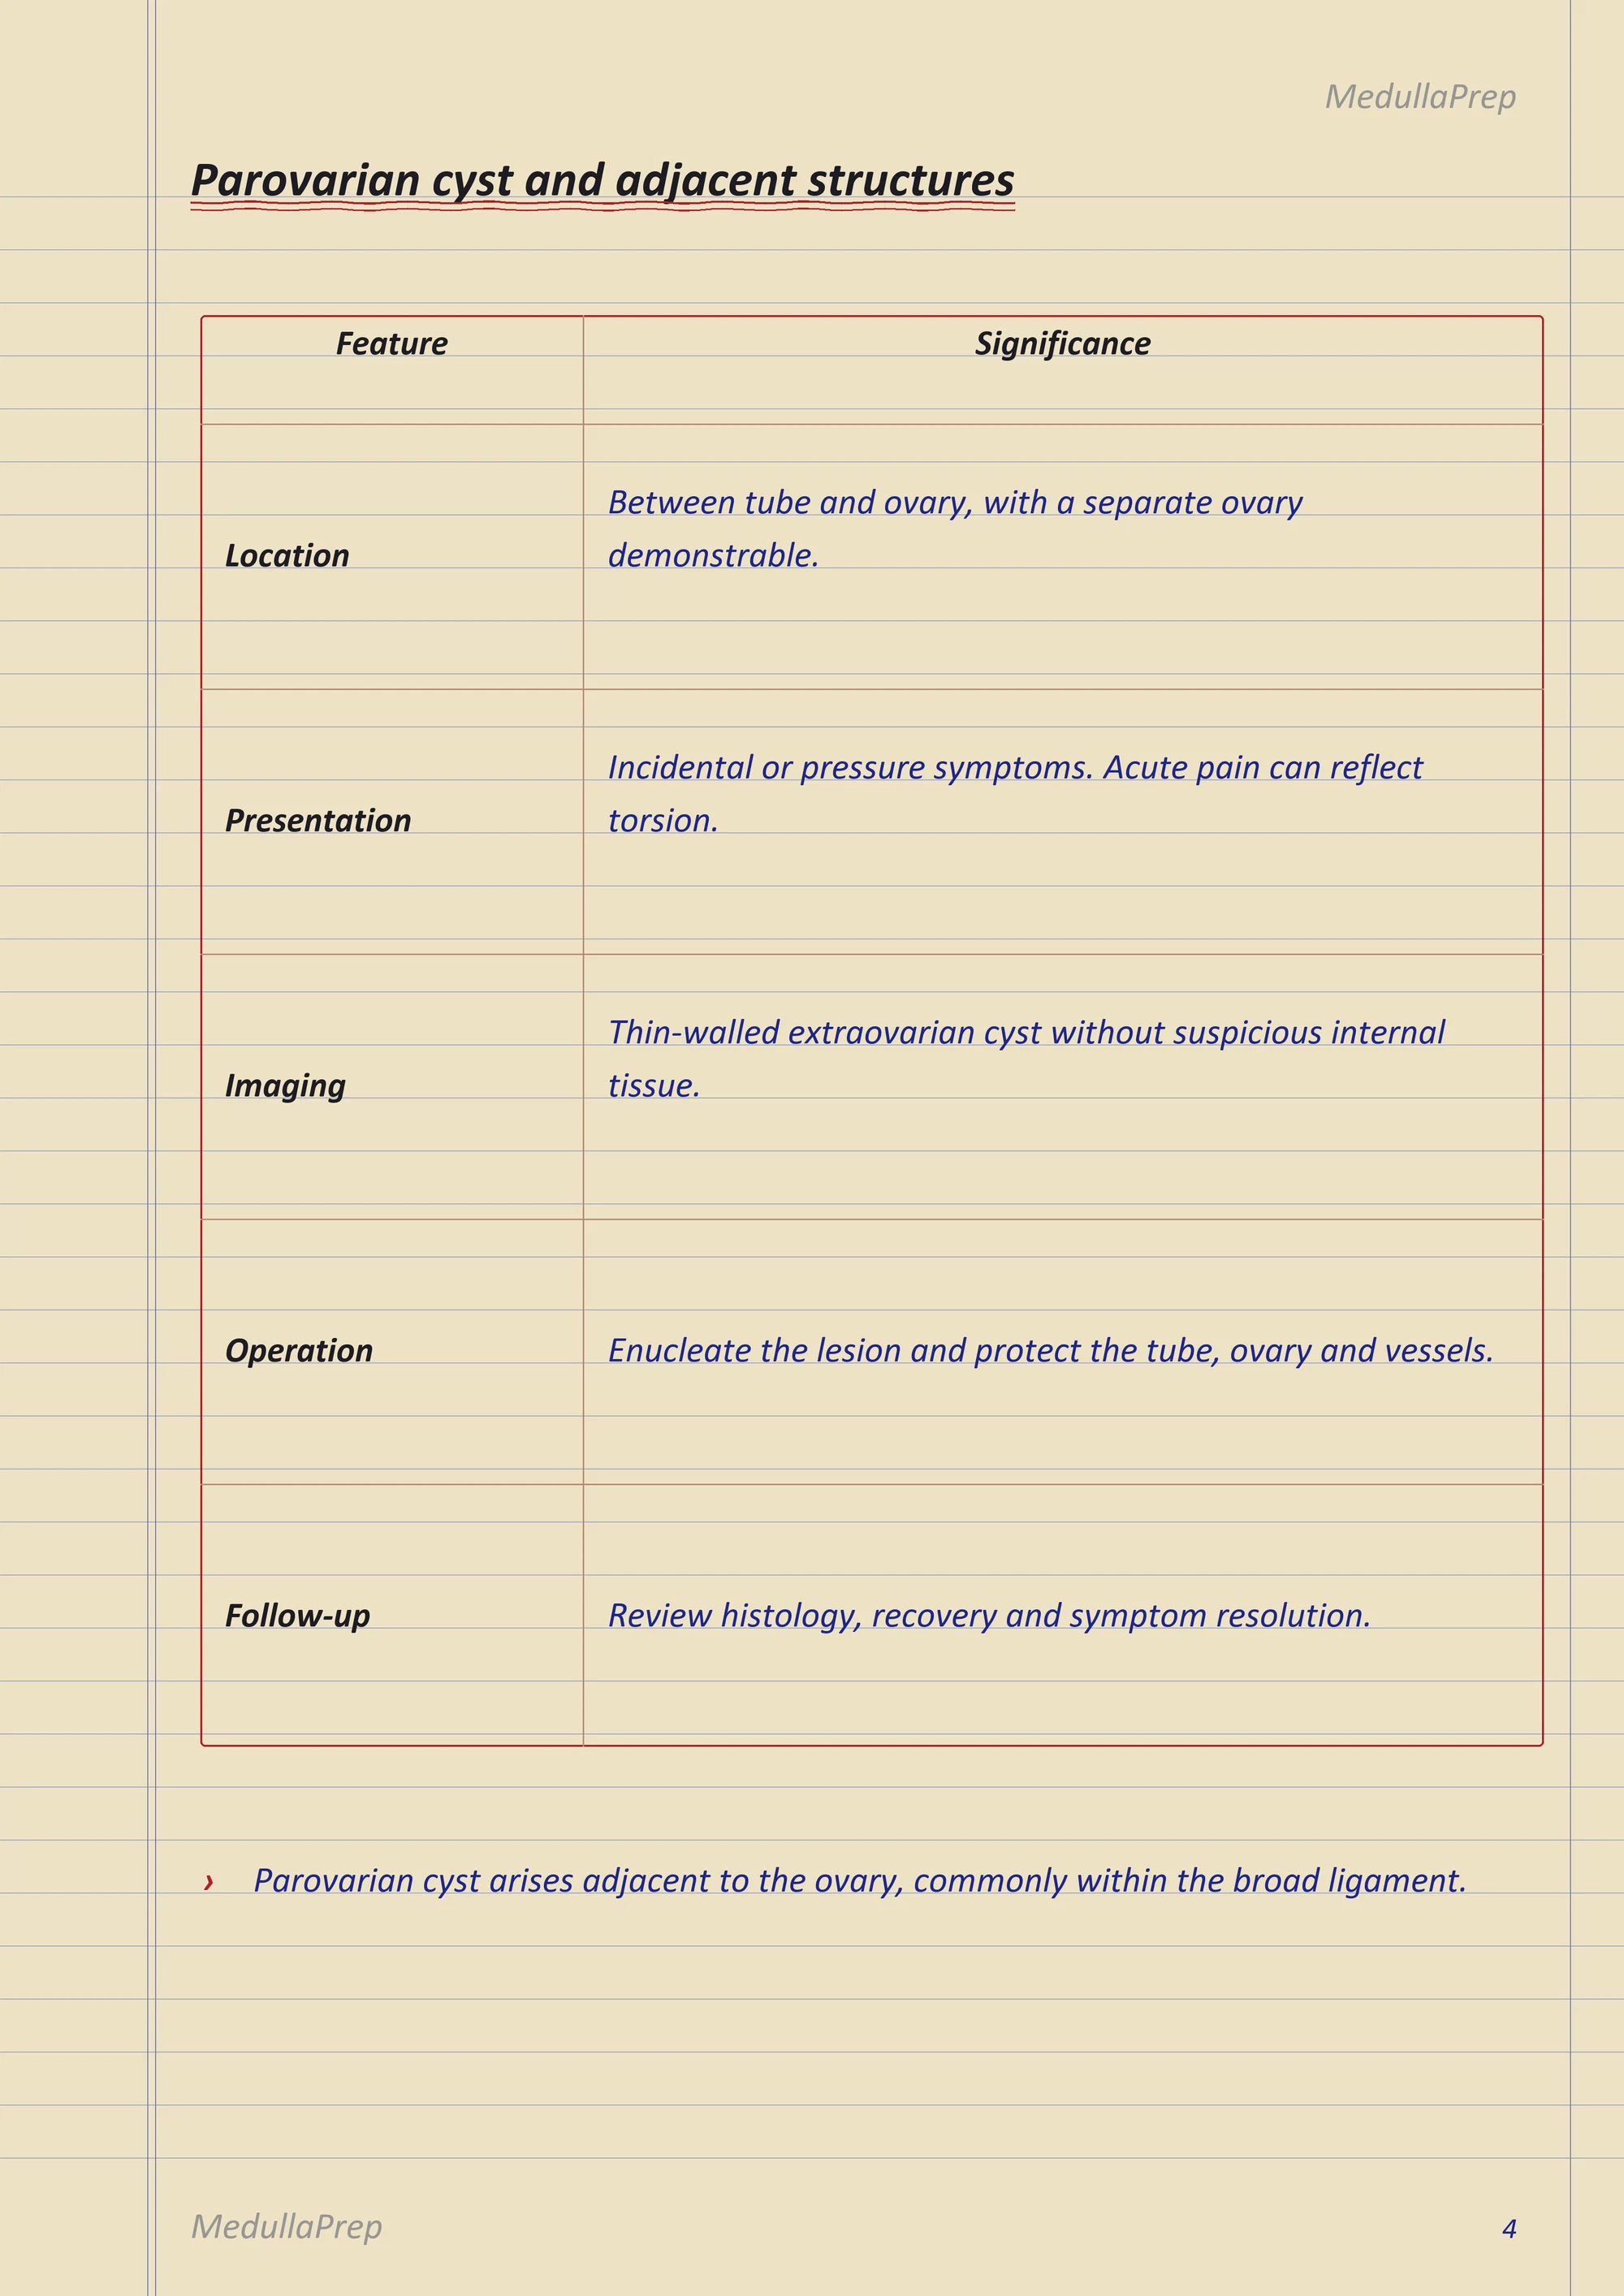 MedullaPrep
Parovarian cyst and adjacent structures
Feature Significance
Between tube and ovary, with a separate ovary
Location demonstrable.
Incidental or pressure symptoms. Acute pain can reflect
Presentation torsion.
Thin-walled extraovarian cyst without suspicious internal
Imaging tissue.
Operation Enucleate the lesion and protect the tube, ovary and vessels.
Follow-up Review histology, recovery and symptom resolution.
› Parovarian cyst arises adjacent to the ovary, commonly within the broad ligament.
MedullaPrep 4